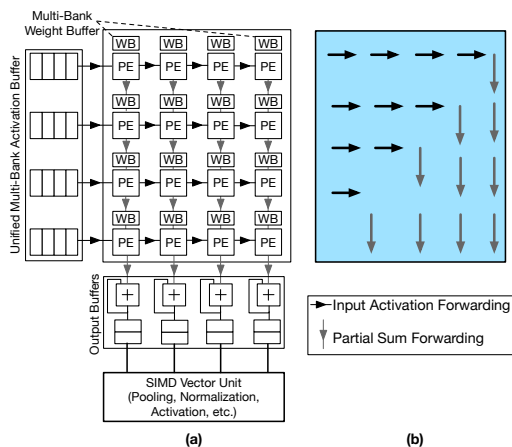 Multi-Bank
Weight Buffer
WB WB WB WB
PE PE PE PE
WB WB WB WB
PE PE PE PE
WB WB WB WB
PE PE PE PE
WB WB WB WB
PE PE PE PE
Unified Multi-Bank Activation Buffer
Output Buffers
+ + + +
SIMD Vector Unit
(Pooling, Normalization,
Activation, etc.)
(a)
Input Activation Forwarding
Partial Sum Forwarding
(b)